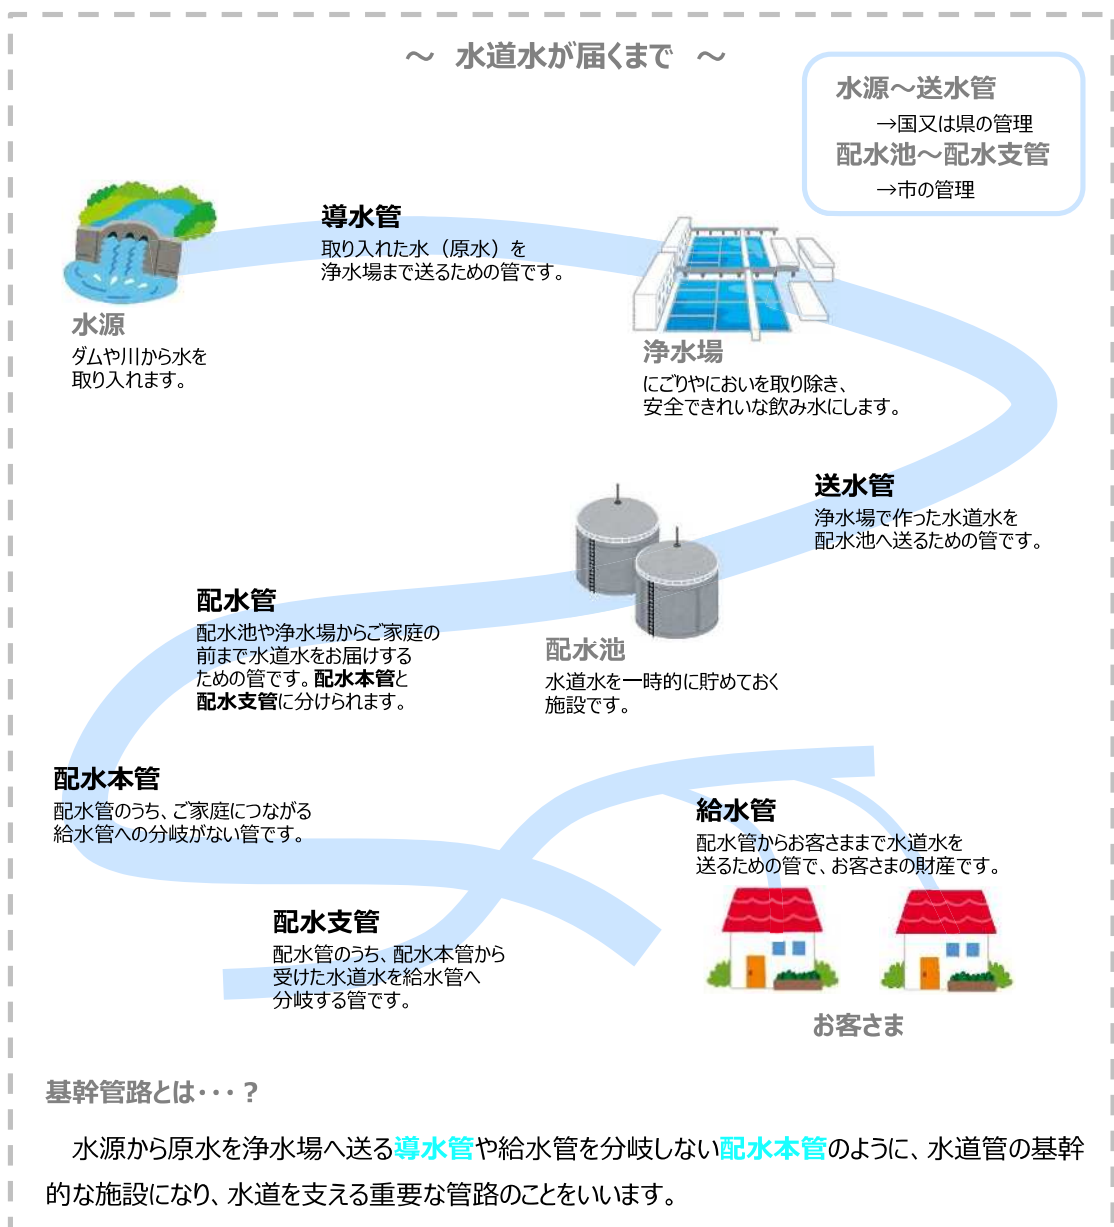 ～ 水道水が届くまで ～
水源～送水管
→国又は県の管理
配水池～配水支管
→市の管理
導水管
取り入れた水（原水）を
浄水場まで送るための管です。
水源
ダムや川から水を
取り入れます。
浄水場
にごりやにおいを取り除き、
安全できれいな飲み水にします。
送水管
浄水場で作った水道水を
配水池へ送るための管です。
配水管
配水池や浄水場からご家庭の
前まで水道水をお届けする
ための管です。配水本管と
配水支管に分けられます。
配水池
水道水を一時的に貯めておく
施設です。
配水本管
配水管のうち、ご家庭につながる
給水管への分岐がない管です。
給水管
配水管からお客さままで水道水を
送るための管で、お客さまの財産です。
配水支管
配水管のうち、配水本管から
受けた水道水を給水管へ
分岐する管です。
お客さま
基幹管路とは・・・？
水源から原水を浄水場へ送る導水管や給水管を分岐しない配水本管のように、水道管の基幹
的な施設になり、水道を支える重要な管路のことをいいます。